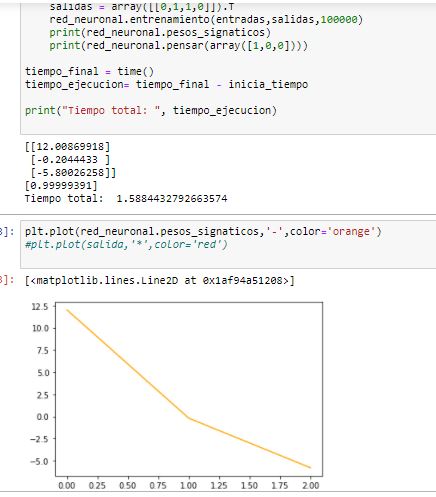 salidas = array([[0,1,1,0]]).T
red_neuronal.entrenamiento(entradas,salidas,100000)
print(red_neuronal.pesos_signaticos)
print(red_neuronal.pensar(array([1,0,0])))
tiempo_final = time()
tiempo_ejecucion= tiempo_final - inicia_tiempo
print("Tiempo total: ", tiempo_ejecucion)
[[12.00869918]
[-0.2044433 ]
[-5.80026258]]
[0.99999391]
Tiempo total:  1.5884432792663574
]: plt.plot(red_neuronal.pesos_signaticos,'-',color='orange')
#plt.plot(salida,'*',color='red')
]: [<matplotlib.lines.Line2D at 0x1af94a51208>]
12.5
10.0
7.5
5.0
2.5
0.0
−2.5
−5.0
0.00 0.25 0.50 0.75 1.00 1.25 1.50 1.75 2.00